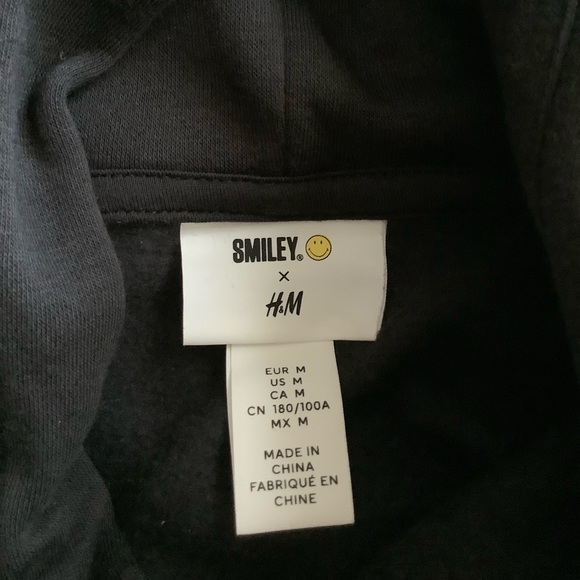 SMILEY®
×
H&M
EUR M
US M
CA M
CN 180/100A
MX M
MADE IN
CHINA
FABRIQUÉ EN
CHINE